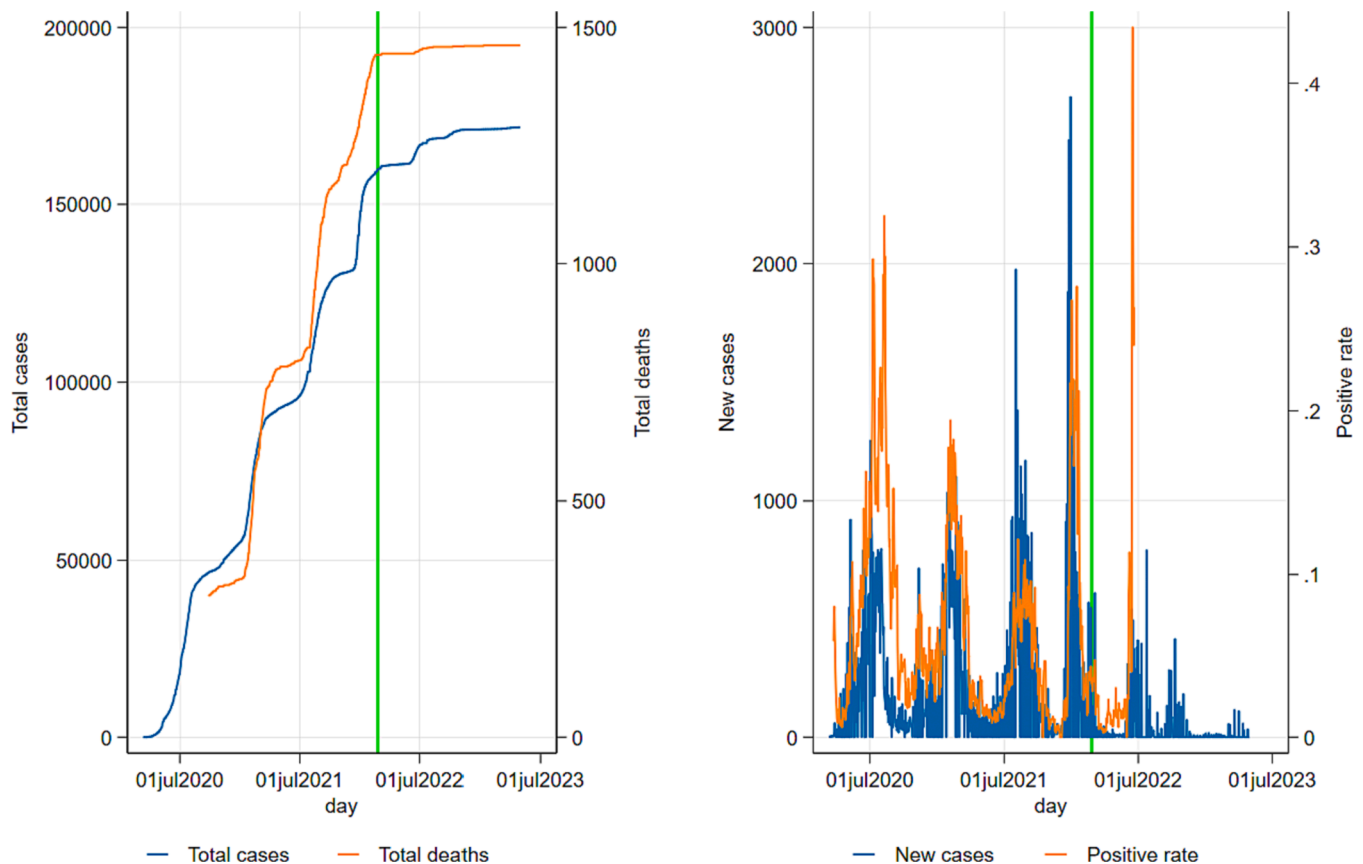 200000
150000
100000
50000
0
Total cases
1500
1000
500
0
Total deaths
01jul2020
01jul2021
01jul2022
01jul2023
day
Total cases
Total deaths
3000
2000
1000
0
New cases
.4
.3
.2
.1
0
Positive rate
01jul2020
01jul2021
01jul2022
01jul2023
day
New cases
Positive rate